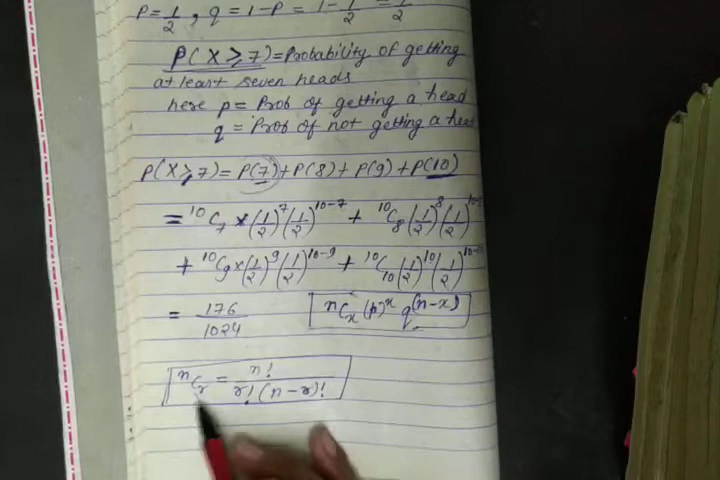 P = 1/2 , q = 1 - P = 1 - 1/2 = 1/2
P(X ≥ 7) = Probability of getting
at least seven heads
here p = Prob of getting a head
q = Prob of not getting a head
P(X ≥ 7) = P(7) + P(8) + P(9) + P(10)
= ¹⁰C₇ × (1/2)⁷ (1/2)¹⁰⁻⁷ + ¹⁰C₈ (1/2)⁸ (1/2)
+ ¹⁰C₉ × (1/2)⁹ (1/2)¹⁰⁻⁹ + ¹⁰C₁₀ (1/2)¹⁰ (1/2)
= 176/1024 ⁿCₓ (p)ˣ q⁽ⁿ⁻ˣ⁾
ⁿCᵣ = n!/r! (n - r)!